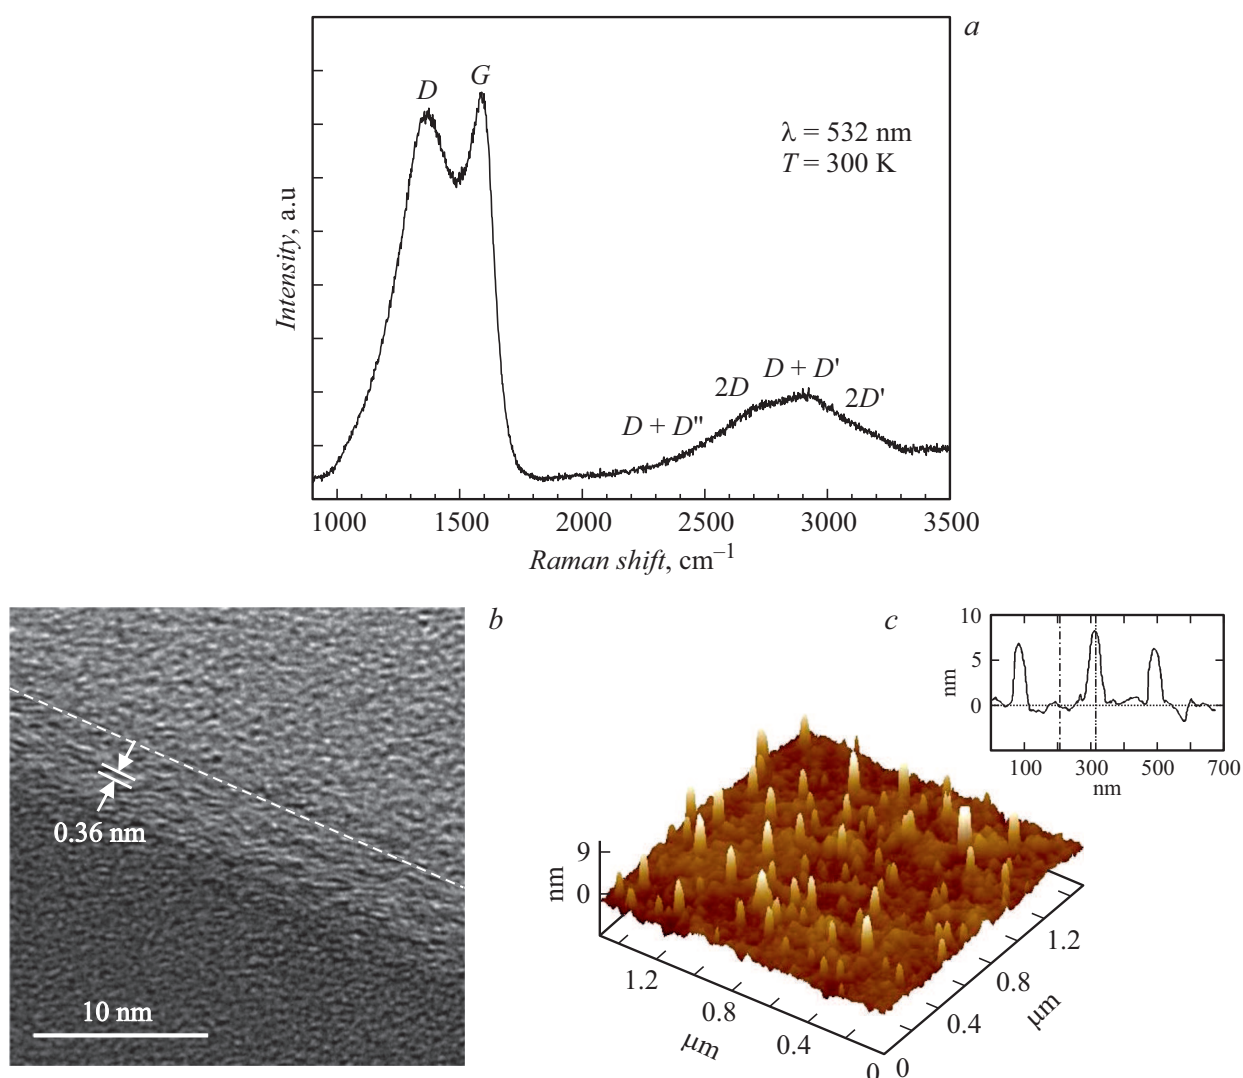 a
D
G
λ = 532 nm
T = 300 K
Intensity, a.u
D + D"
2D
D + D'
2D'
1000 1500 2000 2500 3000 3500
Raman shift, cm–1
b
0.36 nm
10 nm
c
10
5
0
nm
100 300 500 700
nm
9
0
nm
1.2
0.8
0.4
0
μm
0
0.4
0.8
1.2
μm